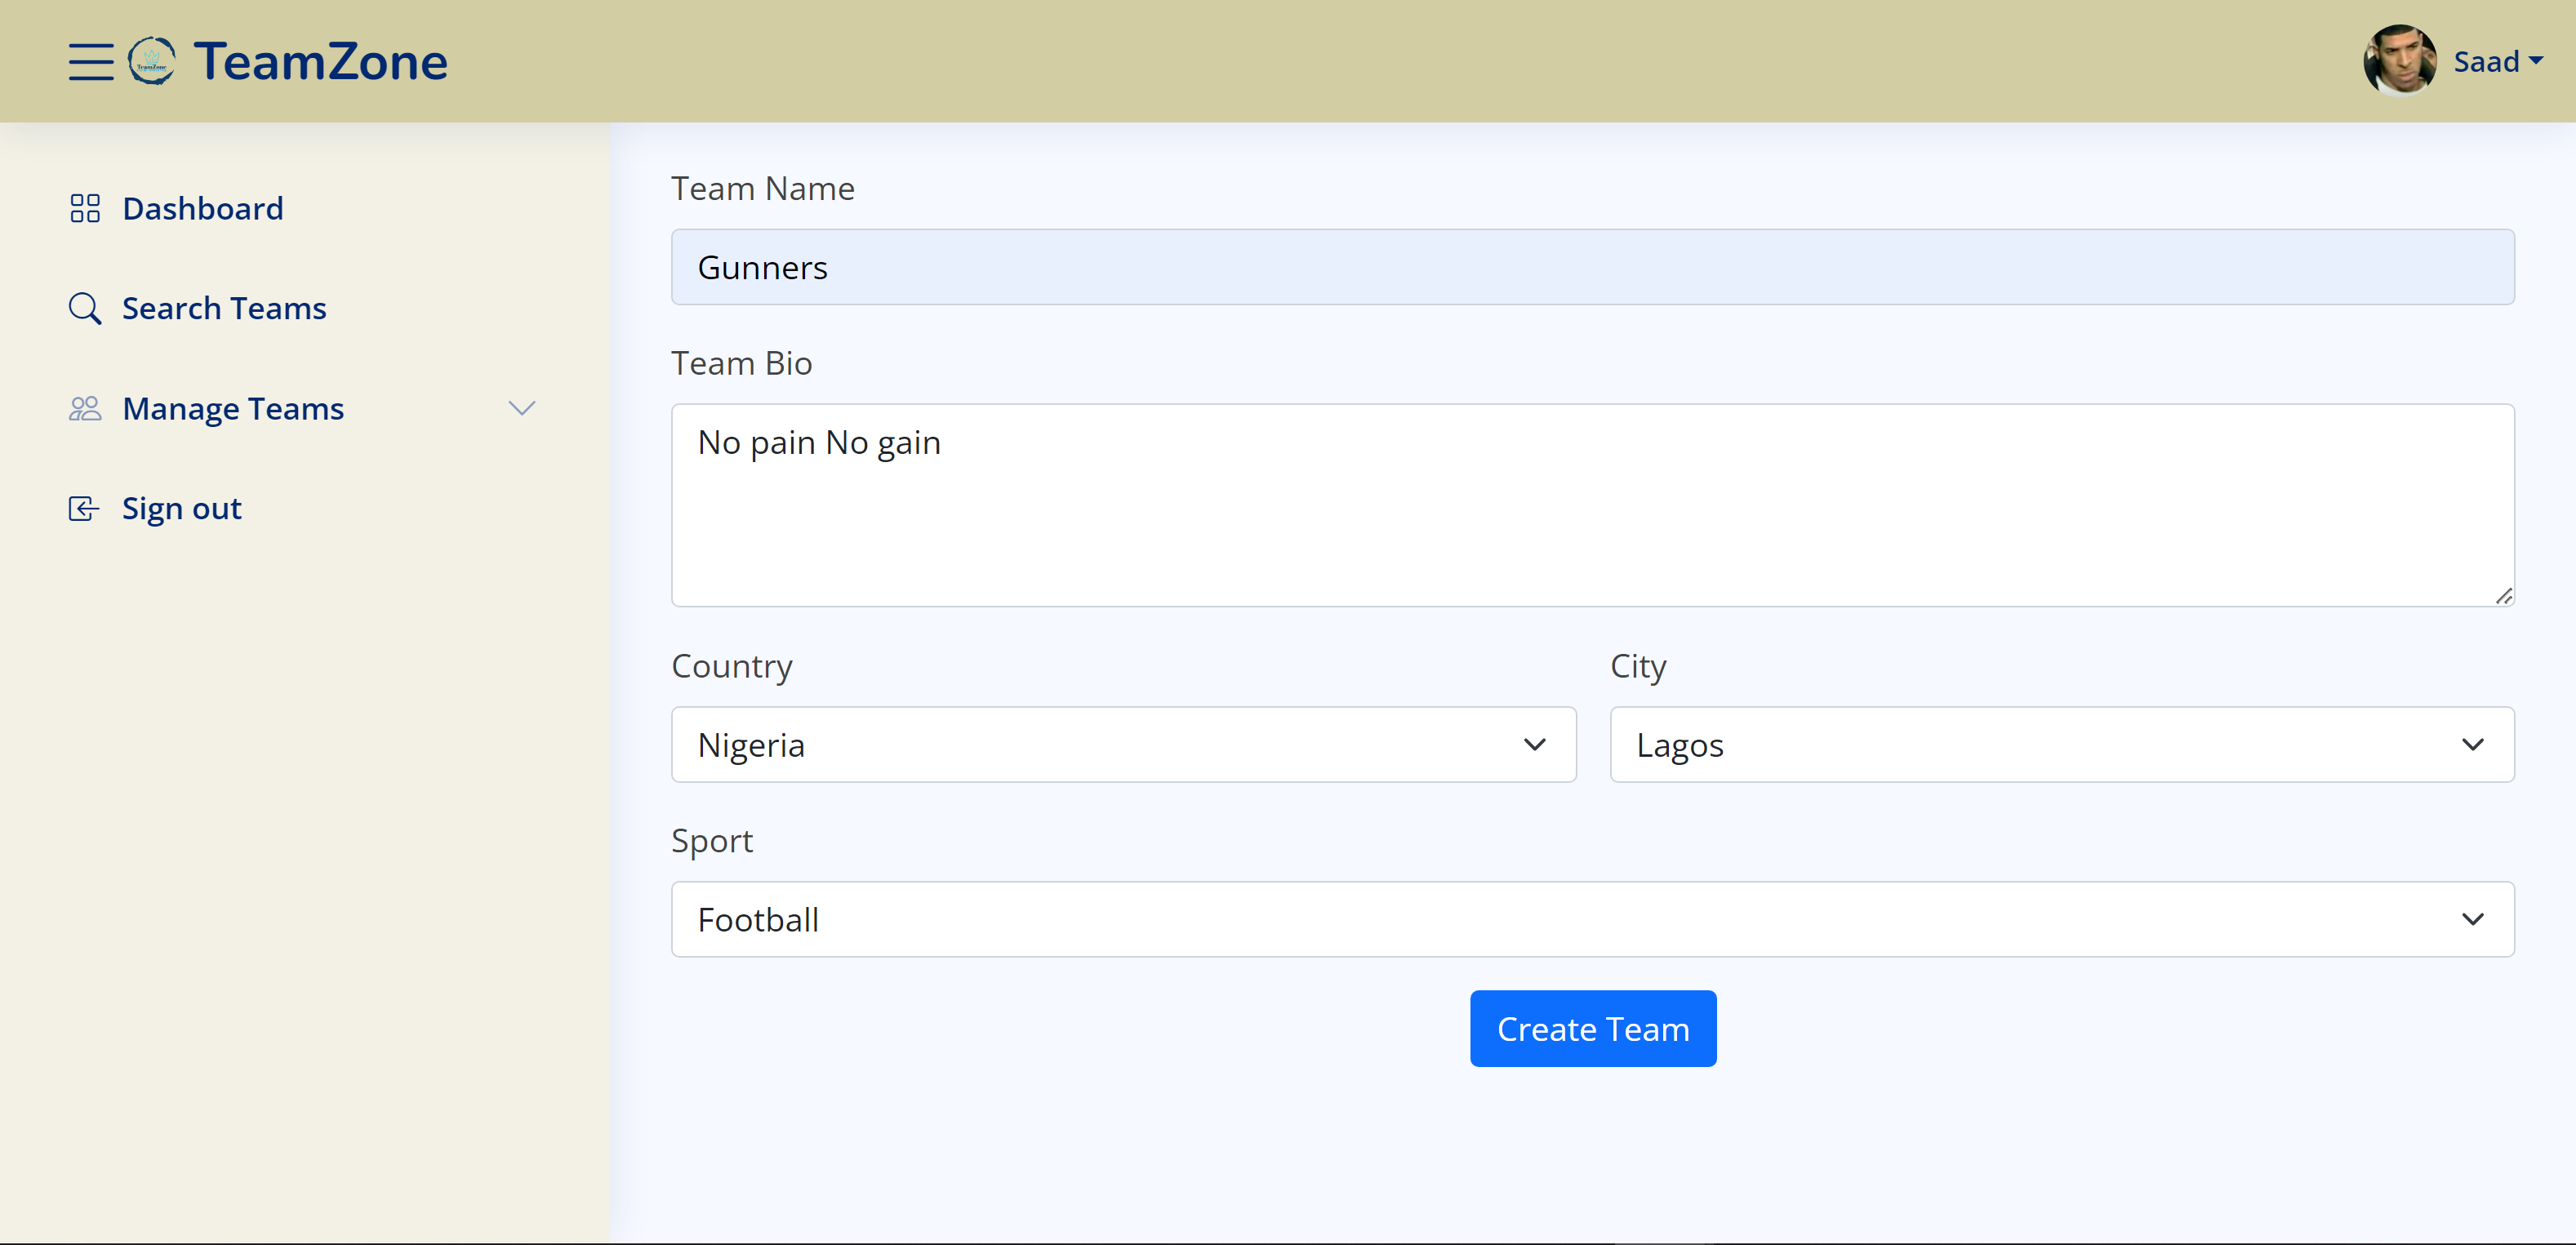 TeamZone
TeamZone
Saad
Dashboard
Search Teams
Manage Teams
Sign out
Team Name
Gunners
Team Bio
No pain No gain
Country
City
Nigeria
Lagos
Sport
Football
Create Team